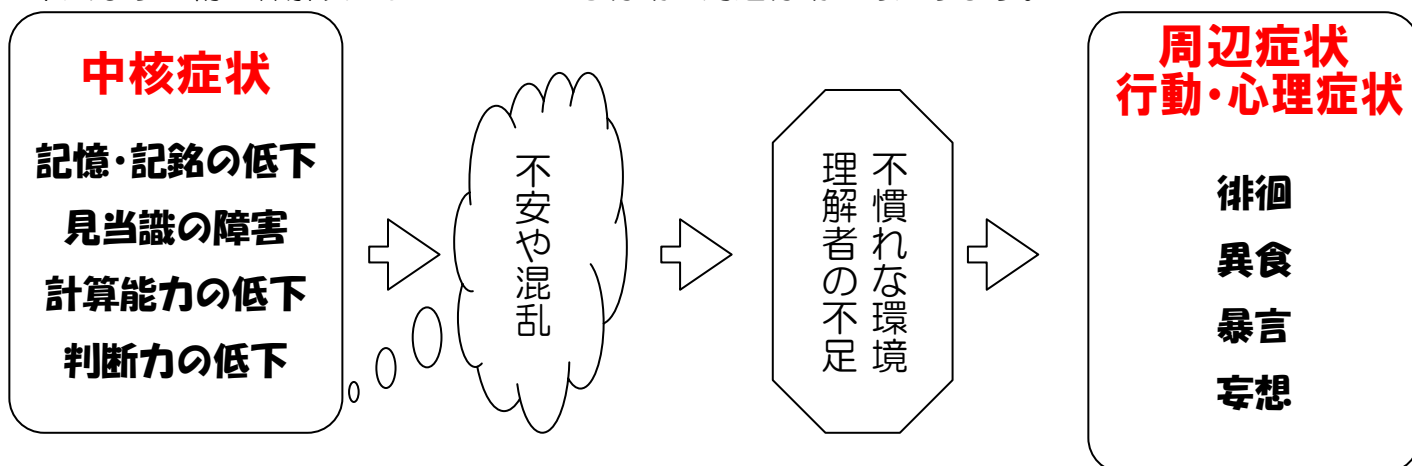 中核症状
記憶・記銘の低下
見当識の障害
計算能力の低下
判断力の低下
不安や混乱
不慣れな環境
理解者の不足
周辺症状
行動・心理症状
徘徊
異食
暴言
妄想